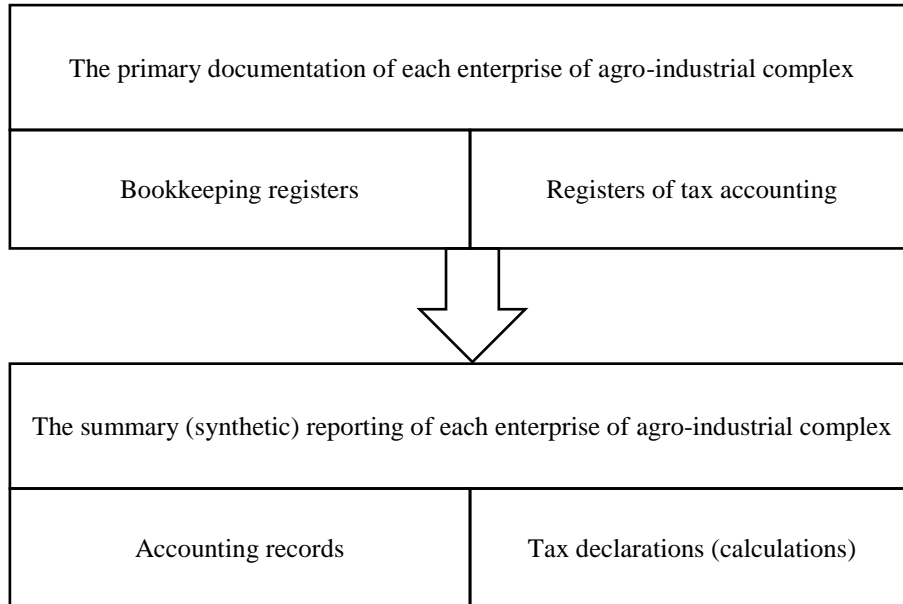 The primary documentation of each enterprise of agro-industrial complex
Bookkeeping registers
Registers of tax accounting
The summary (synthetic) reporting of each enterprise of agro-industrial complex
Accounting records
Tax declarations (calculations)